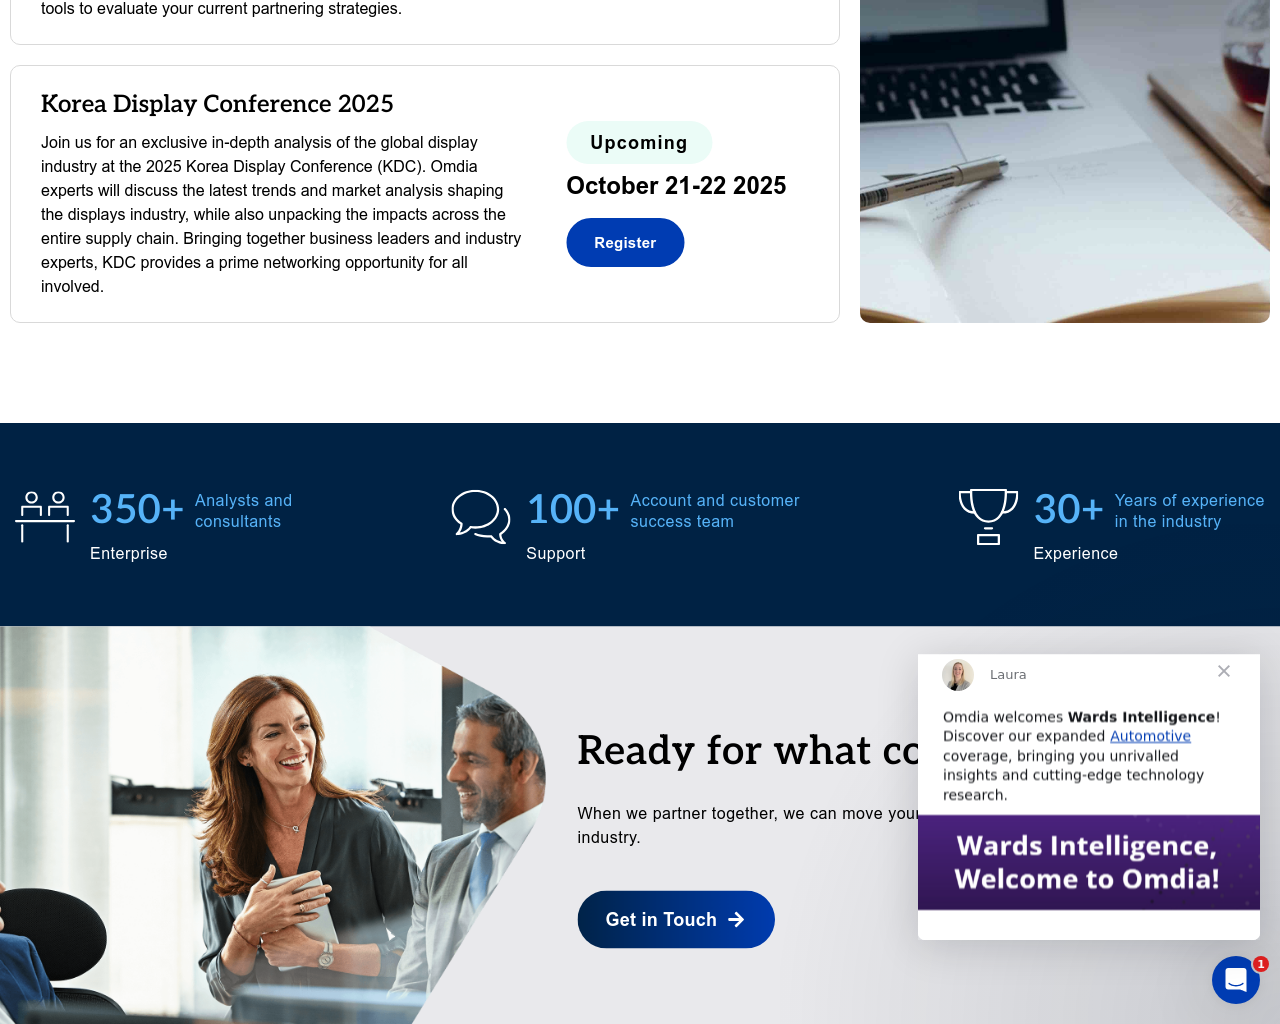 tools to evaluate your current partnering strategies.
Korea Display Conference 2025
Join us for an exclusive in-depth analysis of the global display
industry at the 2025 Korea Display Conference (KDC). Omdia
experts will discuss the latest trends and market analysis shaping
the displays industry, while also unpacking the impacts across the
entire supply chain. Bringing together business leaders and industry
experts, KDC provides a prime networking opportunity for all
involved.
Upcoming
October 21-22 2025
Register
350+
Analysts and
consultants
Enterprise
100+
Account and customer
success team
Support
30+
Years of experience
in the industry
Experience
Ready for what
When we partner together, we can move your
industry.
Get in Touch
Laura
Omdia welcomes Wards Intelligence!
Discover our expanded Automotive
coverage, bringing you unrivalled
insights and cutting-edge technology
research.
Wards Intelligence,
Welcome to Omdia!
1